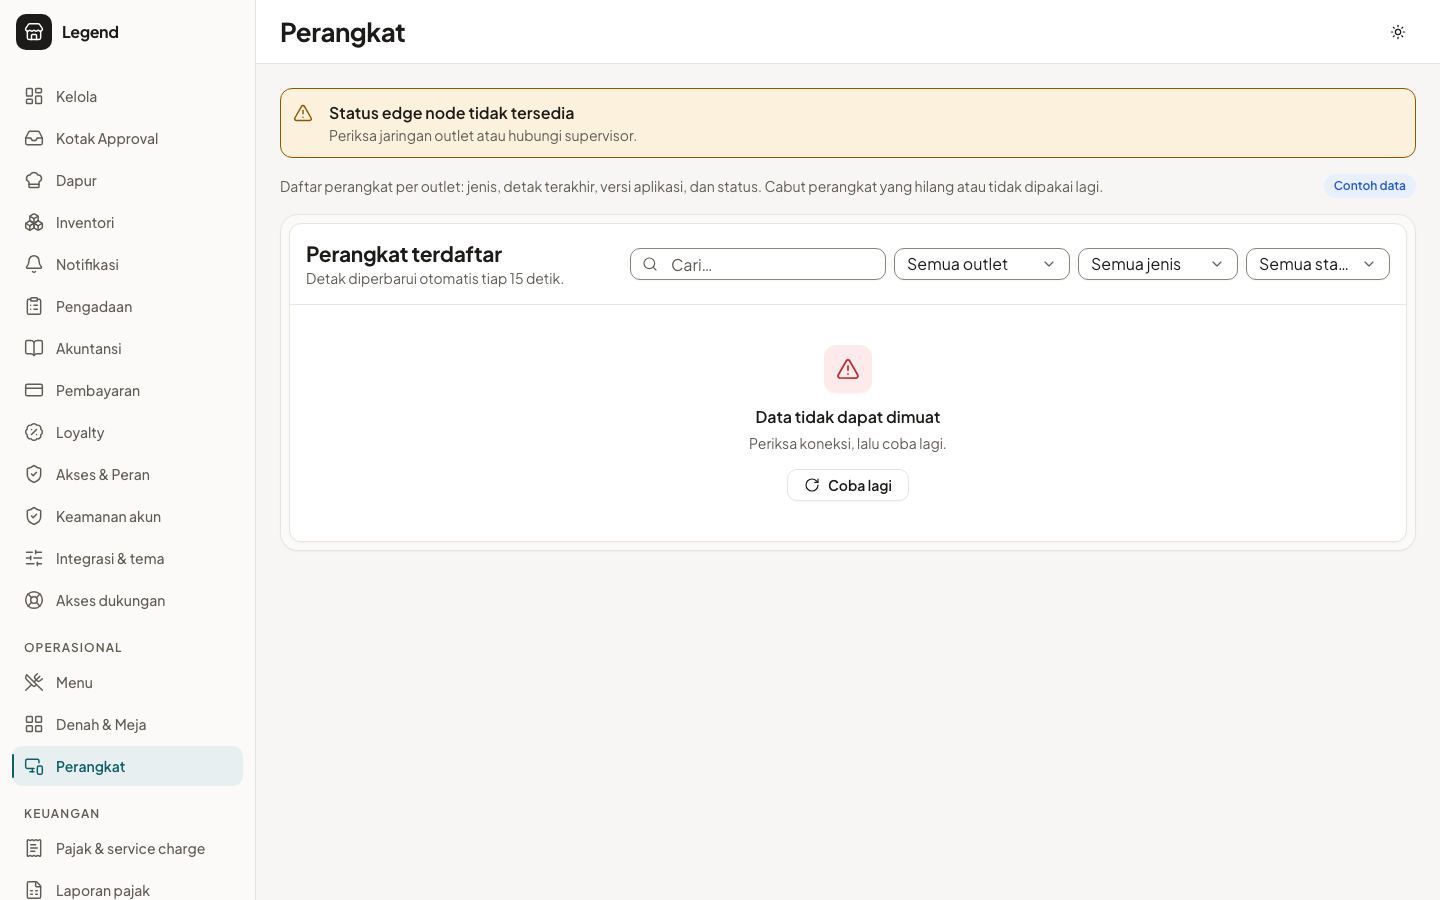 Legend
Perangkat
Kelola
Kotak Approval
Dapur
Inventori
Notifikasi
Pengadaan
Akuntansi
Pembayaran
Loyalty
Akses & Peran
Keamanan akun
Integrasi & tema
Akses dukungan
OPERASIONAL
Menu
Denah & Meja
Perangkat
KEUANGAN
Pajak & service charge
Laporan pajak
Status edge node tidak tersedia
Periksa jaringan outlet atau hubungi supervisor.
Daftar perangkat per outlet: jenis, detak terakhir, versi aplikasi, dan status. Cabut perangkat yang hilang atau tidak dipakai lagi.
Contoh data
Perangkat terdaftar
Detak diperbarui otomatis tiap 15 detik.
Cari...
Semua outlet
Semua jenis
Semua sta...
Data tidak dapat dimuat
Periksa koneksi, lalu coba lagi.
Coba lagi